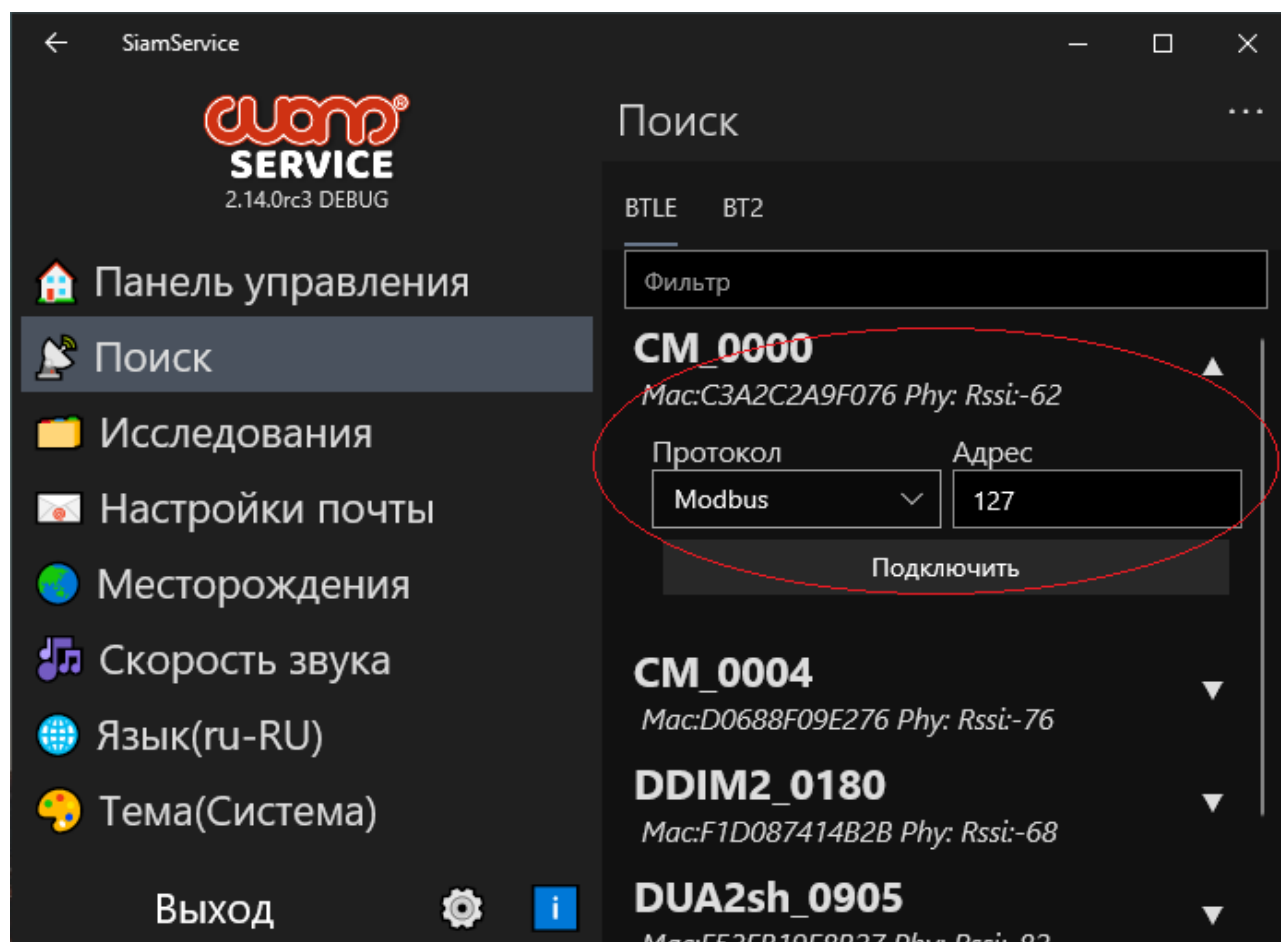 SiamService
сиам®
SERVICE
2.14.0rc3 DEBUG
Панель управления
Поиск
Исследования
Настройки почты
Месторождения
Скорость звука
Язык(ru-RU)
Тема(Система)
Выход
Поиск
BTLE BT2
Фильтр
CM_0000
Mac:C3A2C2A9F076 Phy: Rssi:-62
Протокол Адрес
Modbus 127
Подключить
CM_0004
Mac:D0688F09E276 Phy: Rssi:-76
DDIM2_0180
Mac:F1D087414B2B Phy: Rssi:-68
DUA2sh_0905